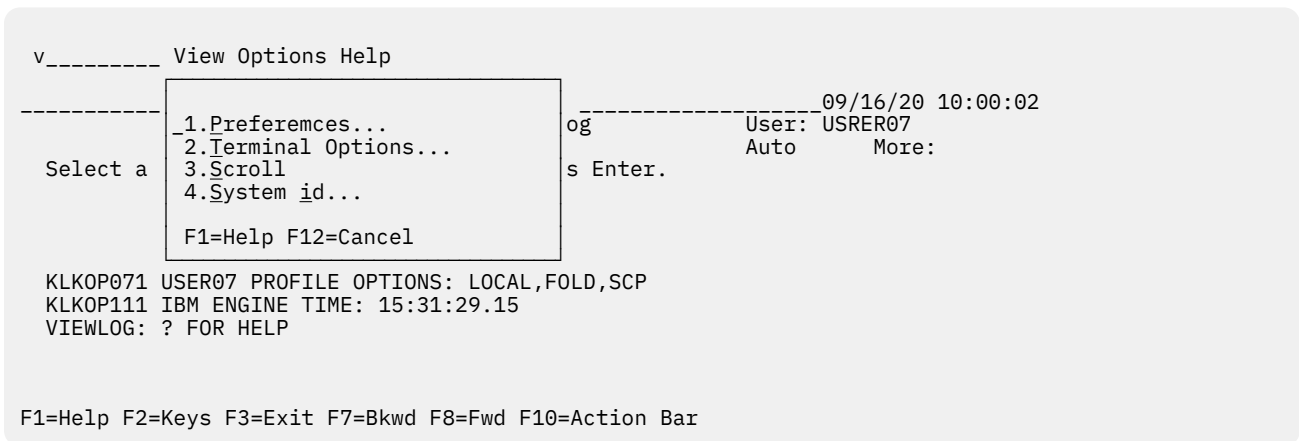 v_________ View Options Help
___________ ___________________09/16/20 10:00:02
_1.Preferemces... og User: USRER07
2.Terminal Options... Auto More:
Select a 3.Scroll s Enter.
4.System id...
F1=Help F12=Cancel
KLKOP071 USER07 PROFILE OPTIONS: LOCAL,FOLD,SCP
KLKOP111 IBM ENGINE TIME: 15:31:29.15
VIEWLOG: ? FOR HELP
F1=Help F2=Keys F3=Exit F7=Bkwd F8=Fwd F10=Action Bar